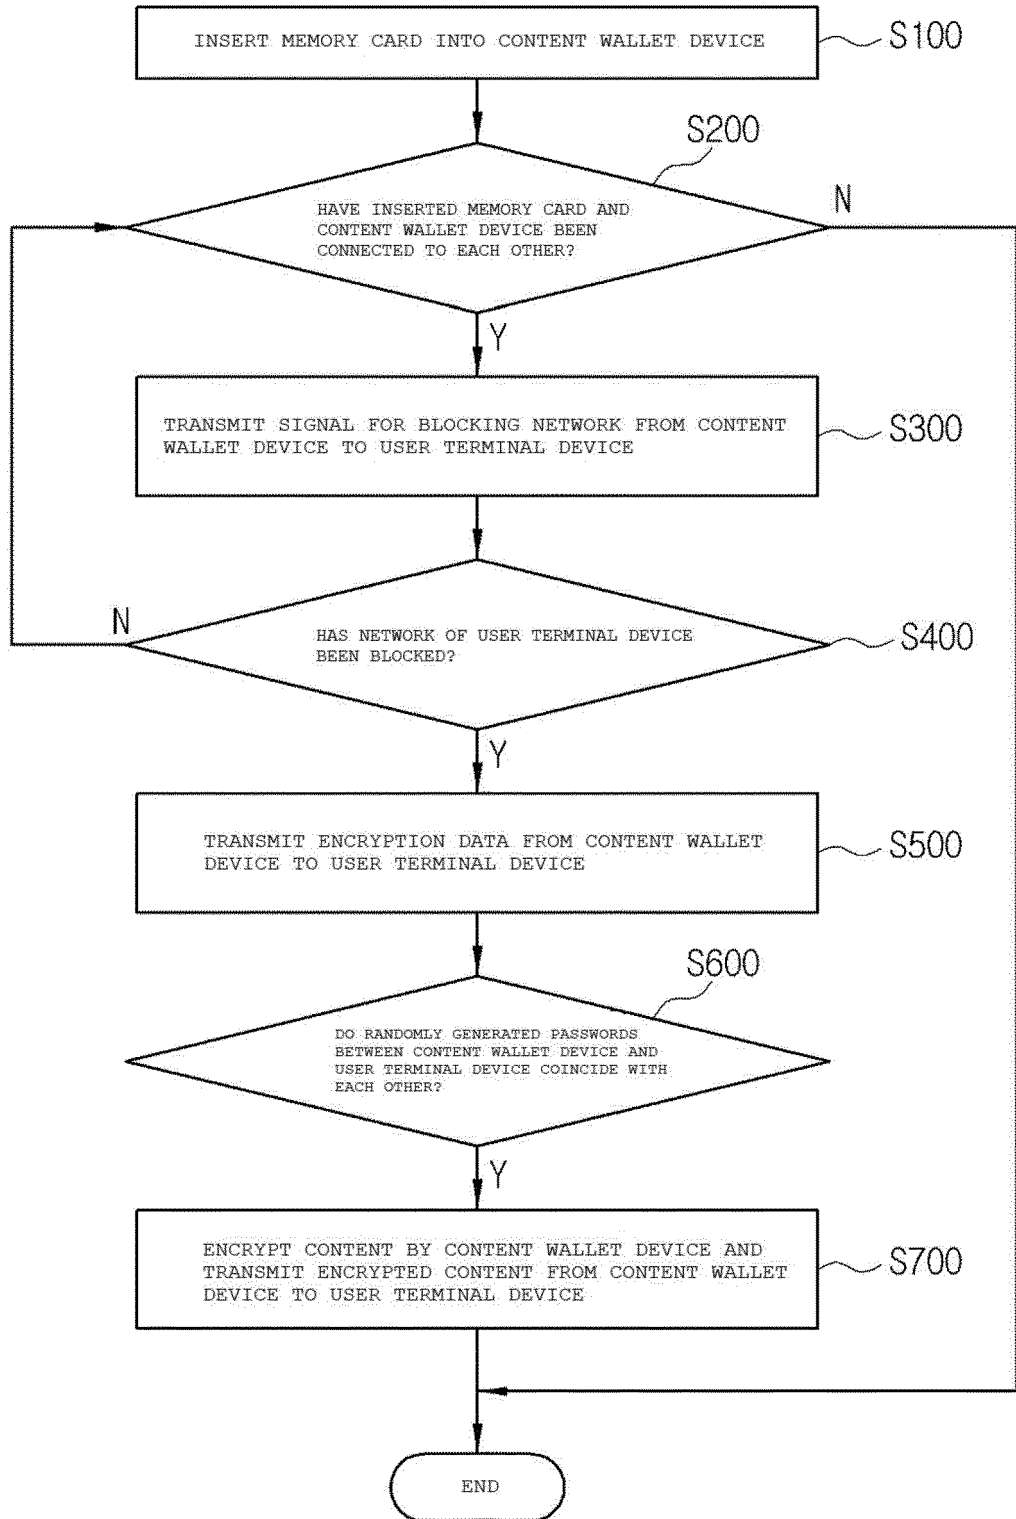 INSERT MEMORY CARD INTO CONTENT WALLET DEVICE
S100
S200
HAVE INSERTED MEMORY CARD AND
CONTENT WALLET DEVICE BEEN
CONNECTED TO EACH OTHER?
N
Y
TRANSMIT SIGNAL FOR BLOCKING NETWORK FROM CONTENT
WALLET DEVICE TO USER TERMINAL DEVICE
S300
N
HAS NETWORK OF USER TERMINAL DEVICE
BEEN BLOCKED?
S400
Y
TRANSMIT ENCRYPTION DATA FROM CONTENT WALLET
DEVICE TO USER TERMINAL DEVICE
S500
S600
DO RANDOMLY GENERATED PASSWORDS
BETWEEN CONTENT WALLET DEVICE AND
USER TERMINAL DEVICE COINCIDE WITH
EACH OTHER?
Y
ENCRYPT CONTENT BY CONTENT WALLET DEVICE AND
TRANSMIT ENCRYPTED CONTENT FROM CONTENT WALLET
DEVICE TO USER TERMINAL DEVICE
S700
END